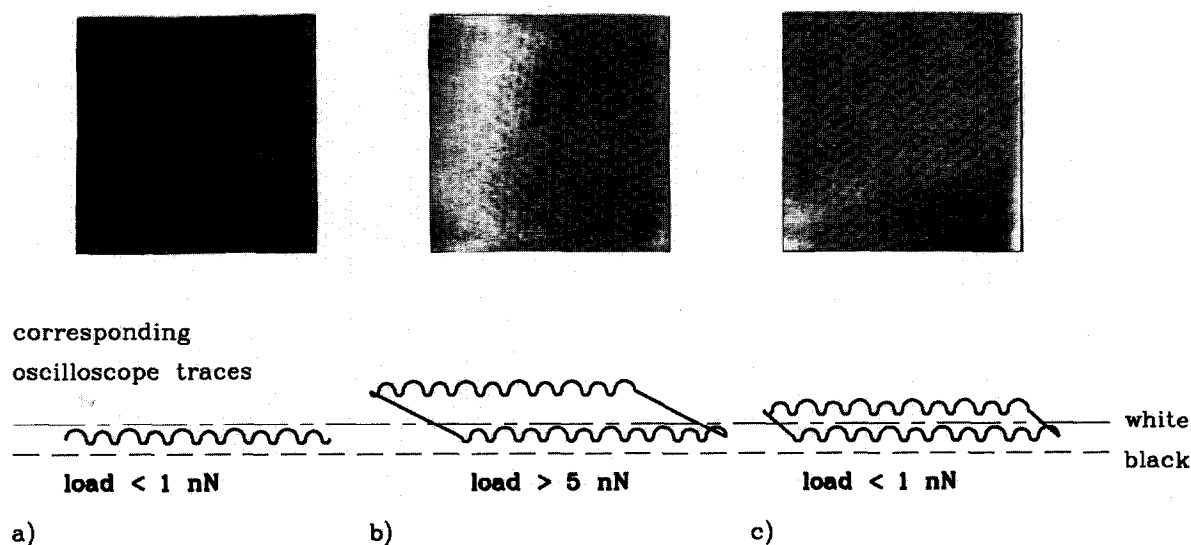 corresponding
oscilloscope traces
white
black
load < 1 nN
load > 5 nN
load < 1 nN
a)
b)
c)